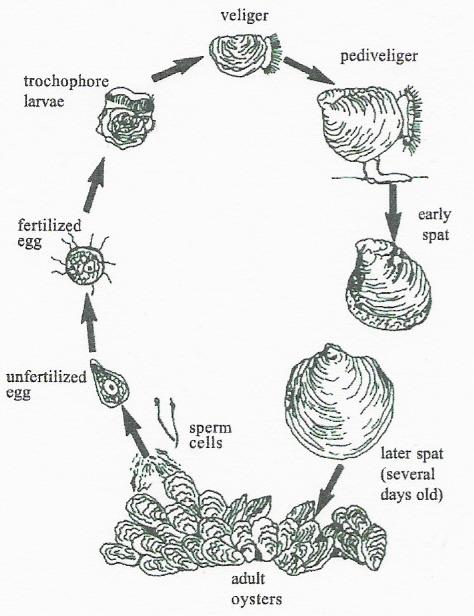 veliger
pediveliger
trochophore
larvae
early
spat
fertilized
egg
unfertilized
egg
sperm
cells
later spat
(several
days old)
adult
oysters